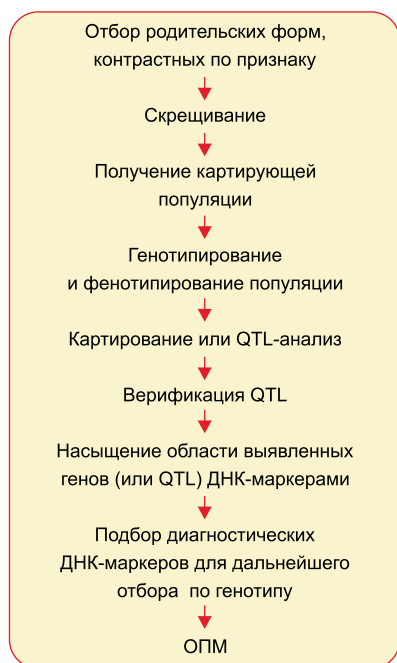 Отбор родительских форм,
контрастных по признаку
Скрещивание
Получение картирующей
популяции
Генотипирование
и фенотипирование популяции
Картирование или QTL-анализ
Верификация QTL
Насыщение области выявленных
генов (или QTL) ДНК-маркерами
Подбор диагностических
ДНК-маркеров для дальнейшего
отбора по генотипу
ОПМ